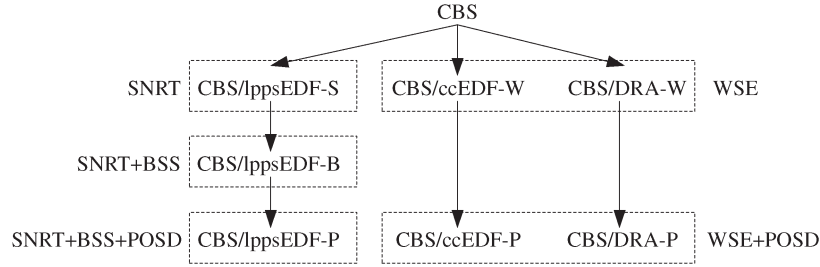 CBS
SNRT CBS/lppsEDF-S CBS/ccEDF-W CBS/DRA-W WSE
SNRT+BSS CBS/lppsEDF-B
SNRT+BSS+POSD CBS/lppsEDF-P CBS/ccEDF-P CBS/DRA-P WSE+POSD